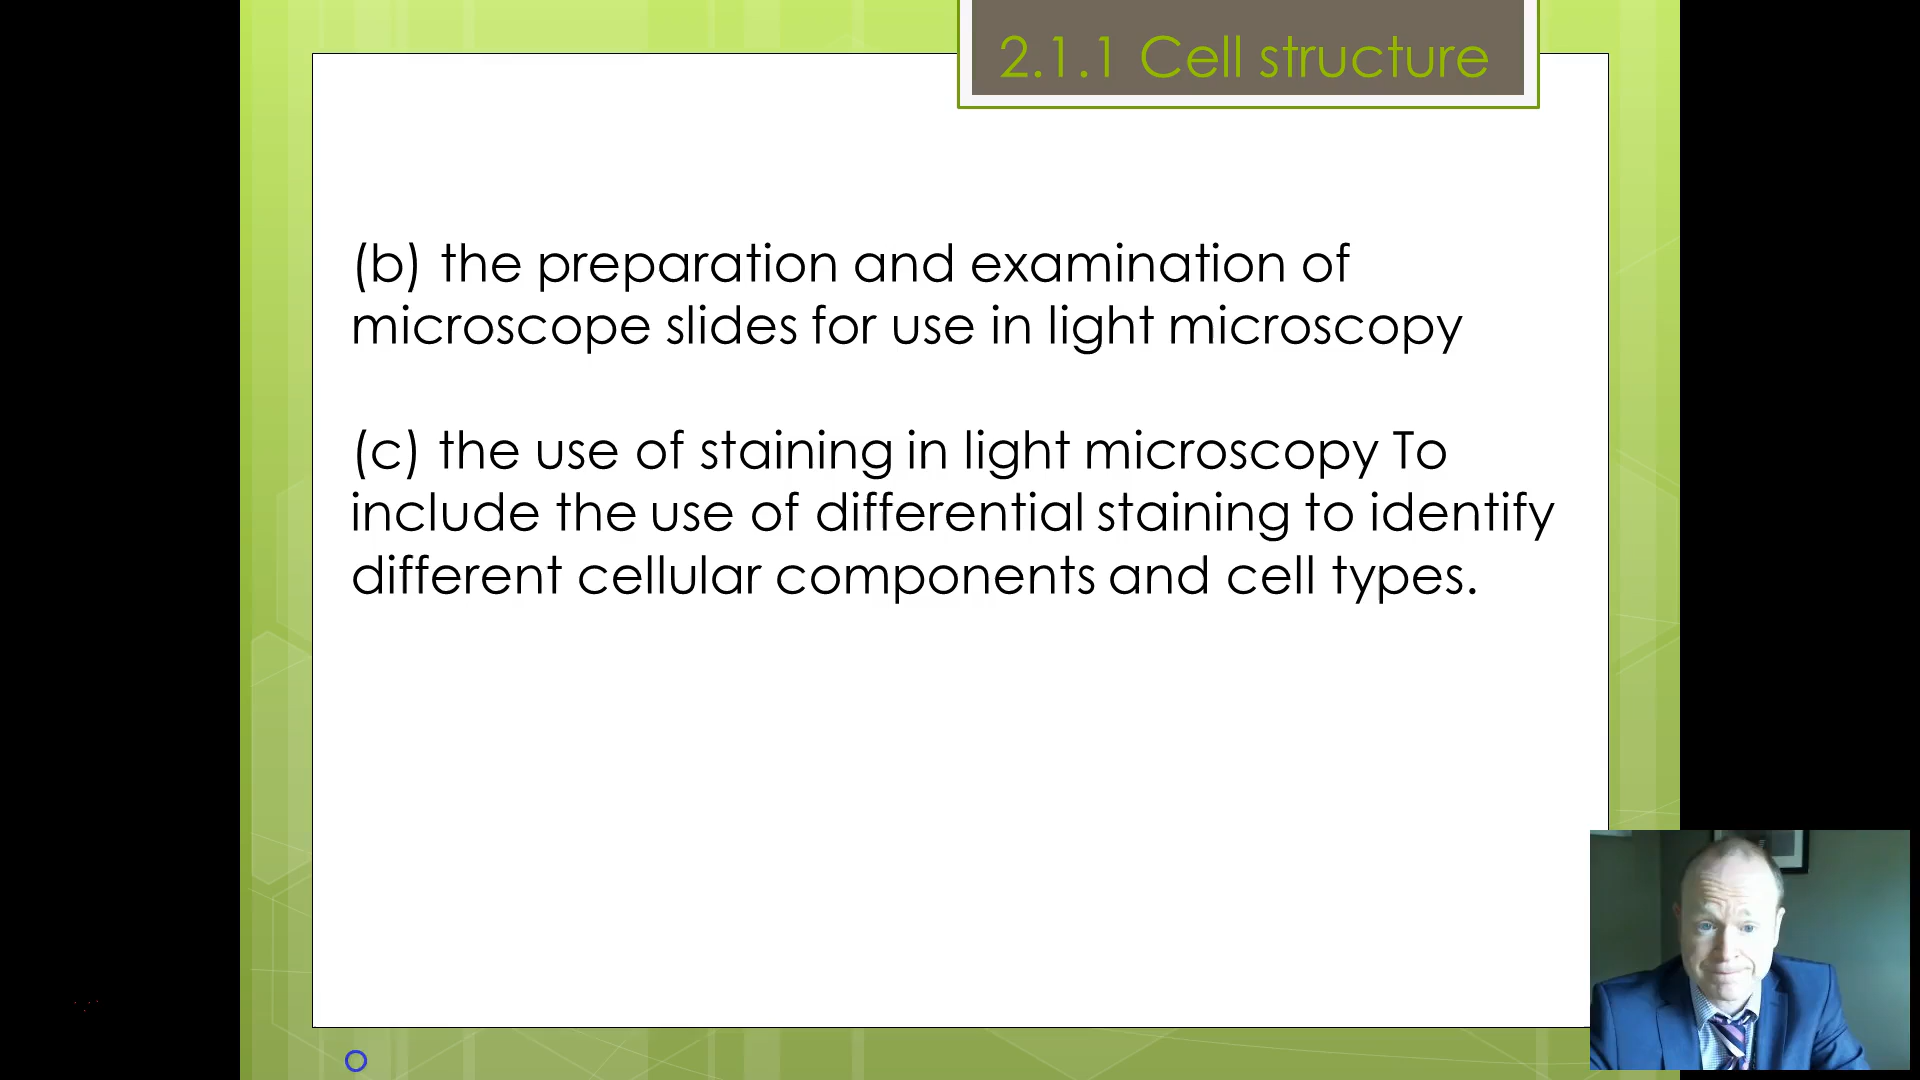 2.1.1 Cell structure
(b) the preparation and examination of
microscope slides for use in light microscopy
(c) the use of staining in light microscopy To
include the use of differential staining to identify
different cellular components and cell types.